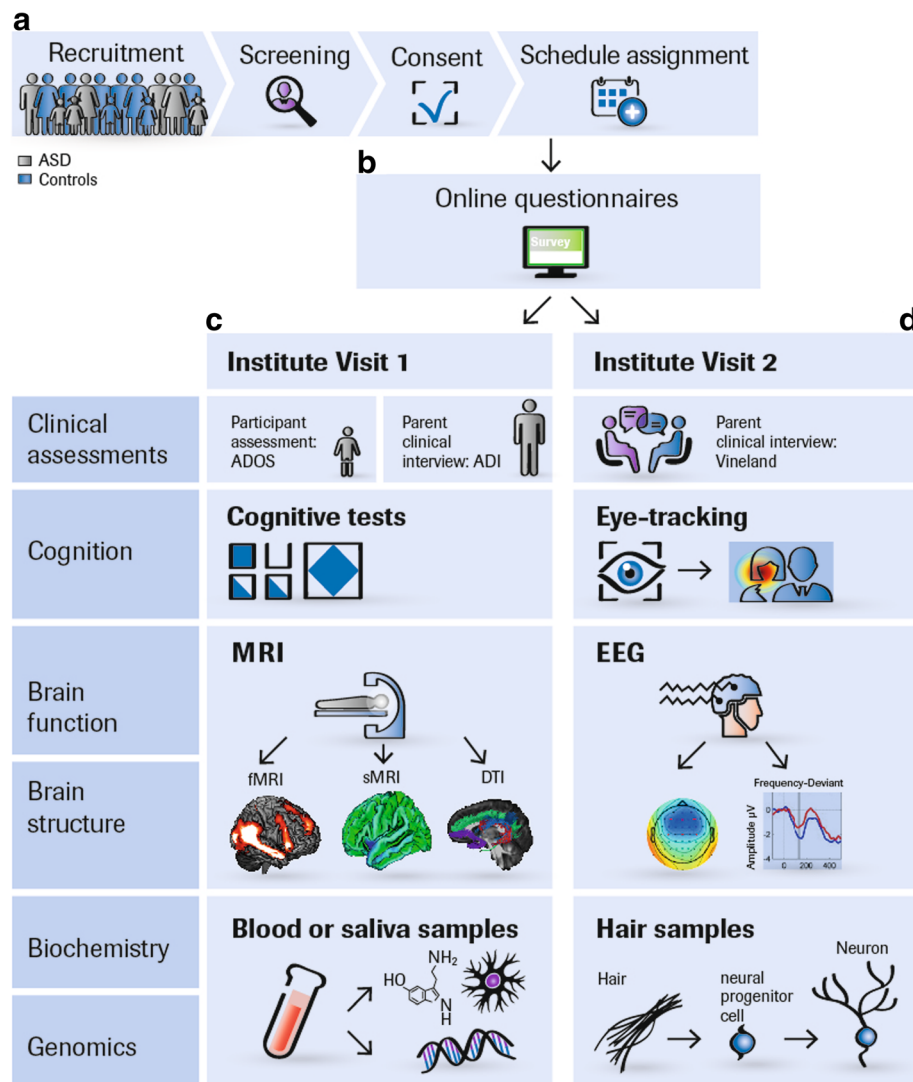 a
Recruitment
Screening
Consent
Schedule assignment
ASD
Controls
b
Online questionnaires
Survey
c
d
Institute Visit 1
Institute Visit 2
Clinical
assessments
Participant
assessment:
ADOS
Parent
clinical
interview: ADI
Parent
clinical interview:
Vineland
Cognition
Cognitive tests
Eye-tracking
Brain
function
MRI
EEG
Brain
structure
fMRI
sMRI
DTI
Frequency-Deviant
Amplitude µV
0
-2
-4
0 200 400
Biochemistry
Blood or saliva samples
Hair samples
NH2
HO
N
H
Hair
neural
progenitor
cell
Neuron
Genomics